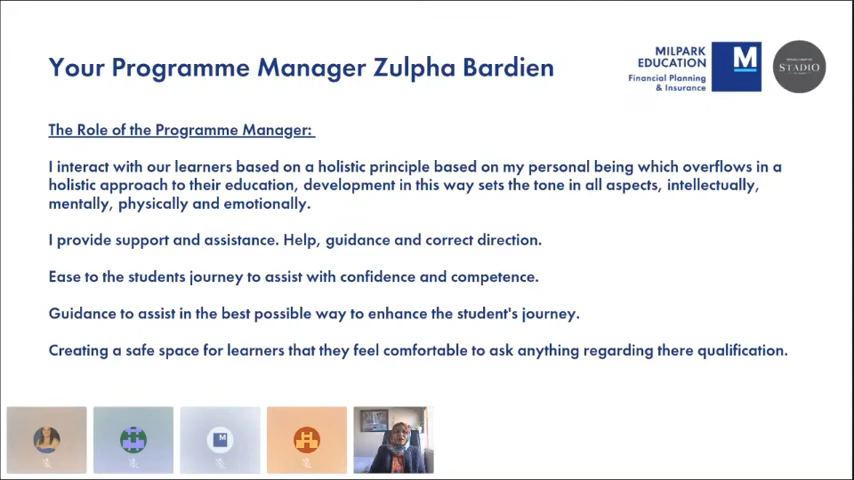 Your Programme Manager Zulpha Bardien
MILPARK
EDUCATION
Financial Planning
& Insurance
M
STADIO
The Role of the Programme Manager:
I interact with our learners based on a holistic principle based on my personal being which overflows in a
holistic approach to their education, development in this way sets the tone in all aspects, intellectually,
mentally, physically and emotionally.
I provide support and assistance. Help, guidance and correct direction.
Ease to the students journey to assist with confidence and competence.
Guidance to assist in the best possible way to enhance the student's journey.
Creating a safe space for learners that they feel comfortable to ask anything regarding there qualification.
M